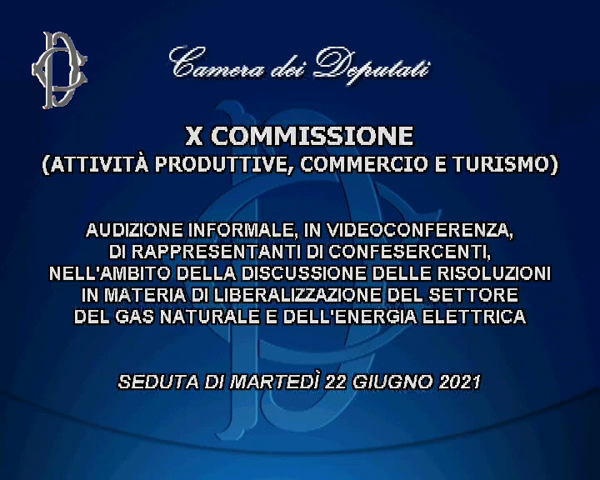 Camera dei Deputati
X COMMISSIONE
(ATTIVITÀ PRODUTTIVE, COMMERCIO E TURISMO)
AUDIZIONE INFORMALE, IN VIDEOCONFERENZA,
DI RAPPRESENTANTI DI CONFESERCENTI,
NELL'AMBITO DELLA DISCUSSIONE DELLE RISOLUZIONI
IN MATERIA DI LIBERALIZZAZIONE DEL SETTORE
DEL GAS NATURALE E DELL'ENERGIA ELETTRICA
SEDUTA DI MARTEDÌ 22 GIUGNO 2021